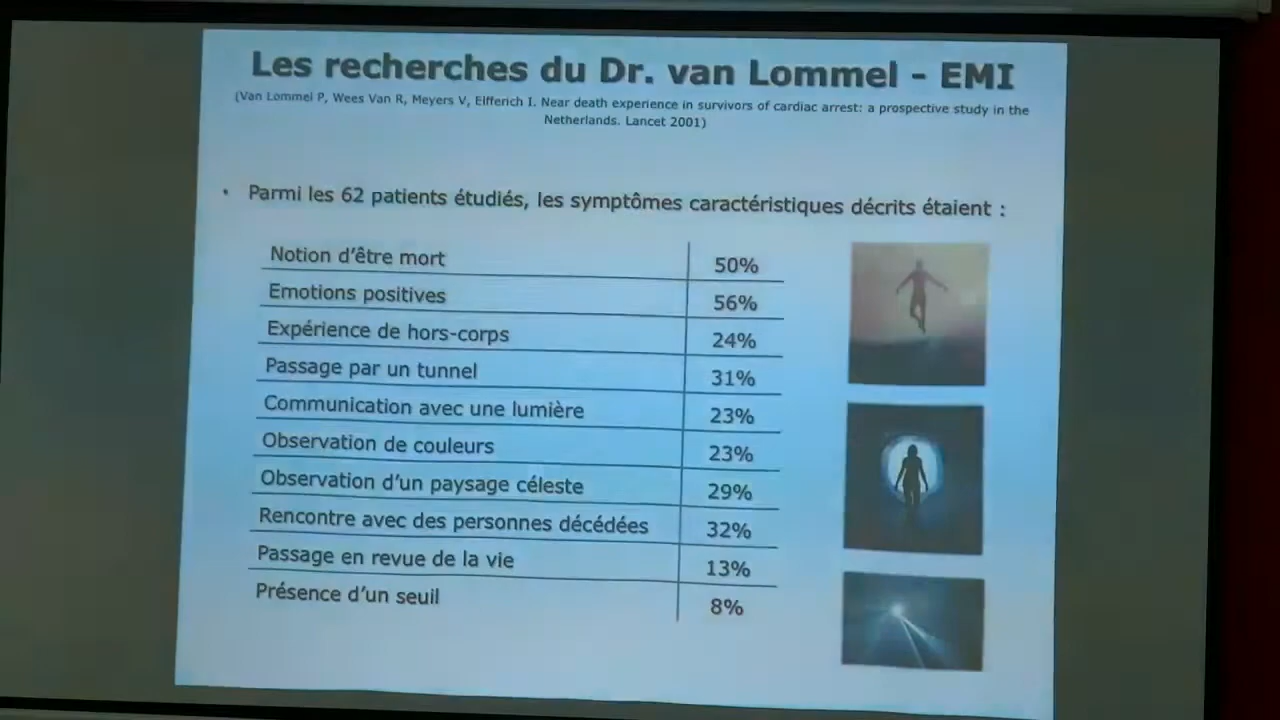 Les recherches du Dr. van Lommel - EMI
(Van Lommel P, Wees Van R, Meyers V, Elfferich I. Near death experience in survivors of cardiac arrest: a prospective study in the
Netherlands. Lancet 2001)
• Parmi les 62 patients étudiés, les symptômes caractéristiques décrits étaient :
Notion d'être mort 50%
Emotions positives 56%
Expérience de hors-corps 24%
Passage par un tunnel 31%
Communication avec une lumière 23%
Observation de couleurs 23%
Observation d'un paysage céleste 29%
Rencontre avec des personnes décédées 32%
Passage en revue de la vie 13%
Présence d'un seuil 8%